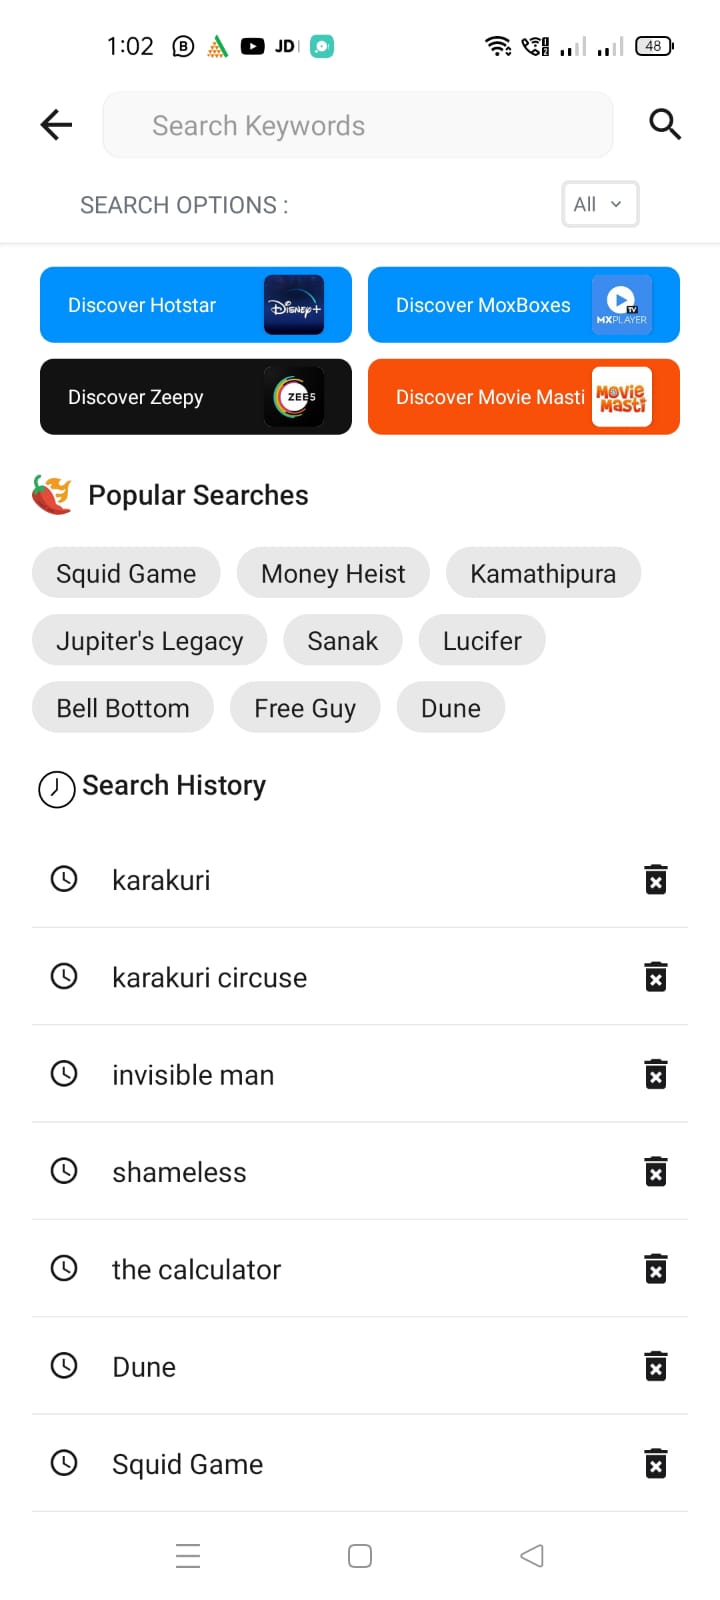 1:02 B JD 48
Search Keywords
SEARCH OPTIONS : All
Discover Hotstar Disney+ Discover MoxBoxes TV MXPLAYER
Discover Zeepy ZEE5 Discover Movie Masti Movie Masti
Popular Searches
Squid Game Money Heist Kamathipura
Jupiter's Legacy Sanak Lucifer
Bell Bottom Free Guy Dune
Search History
karakuri
karakuri circuse
invisible man
shameless
the calculator
Dune
Squid Game